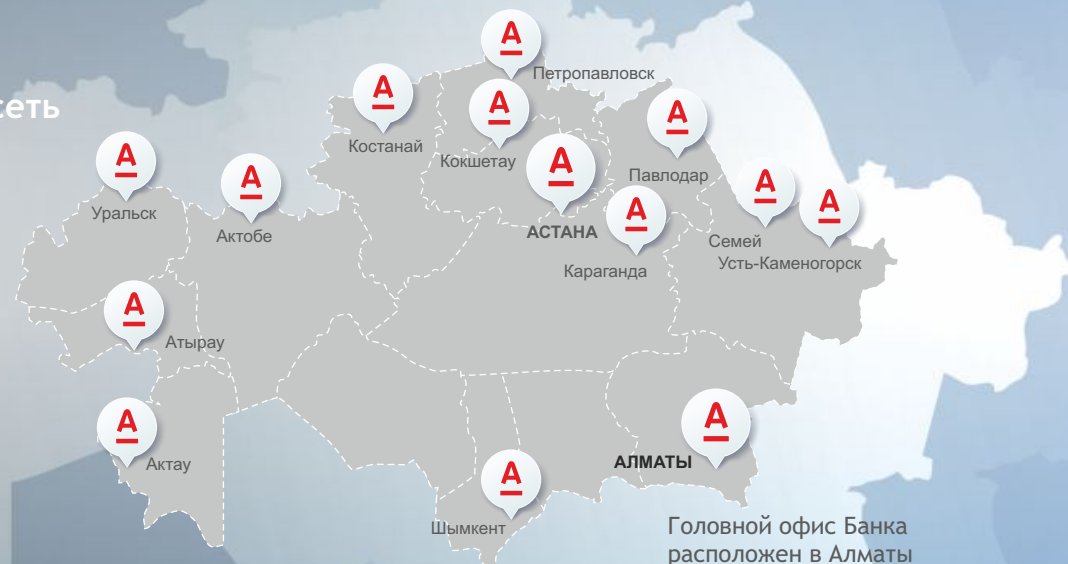 сеть
А
Петропавловск
А
Костанай
А
Кокшетау
А
Павлодар
А
АСТАНА
А
Уральск
А
Актобе
А
Караганда
А
Семей
А
Усть-Каменогорск
А
Атырау
А
Актау
А
АЛМАТЫ
А
Шымкент
Головной офис Банка
расположен в Алматы